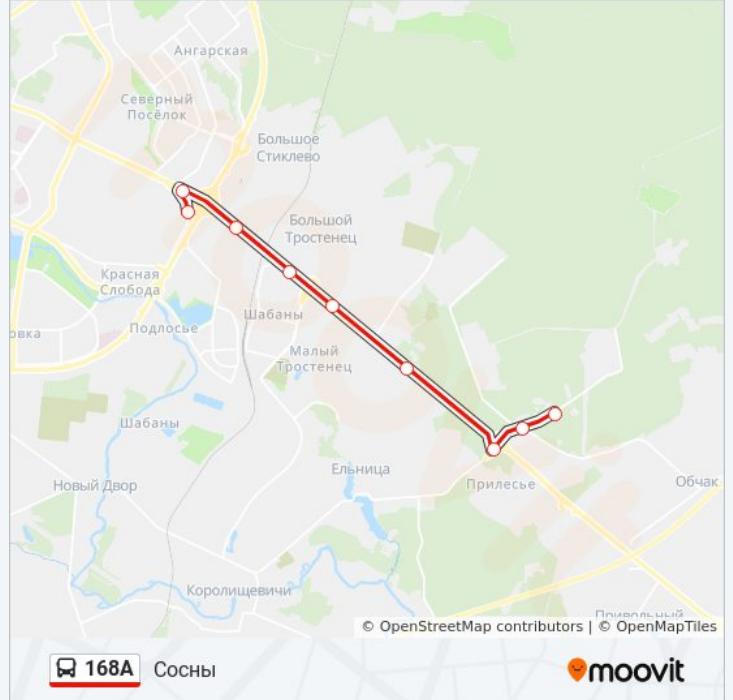 Ангарская
Северный
Посёлок
Большое
Стиклево
Большой
Тростенец
Красная
Слобода
Шабаны
овка
Подлосье
Малый
Тростенец
Шабаны
Ельница
Новый Двор
Прилесье
Обчак
Королищевичи
Привольный
© OpenStreetMap contributors | © OpenMapTiles
168А Сосны
moovit